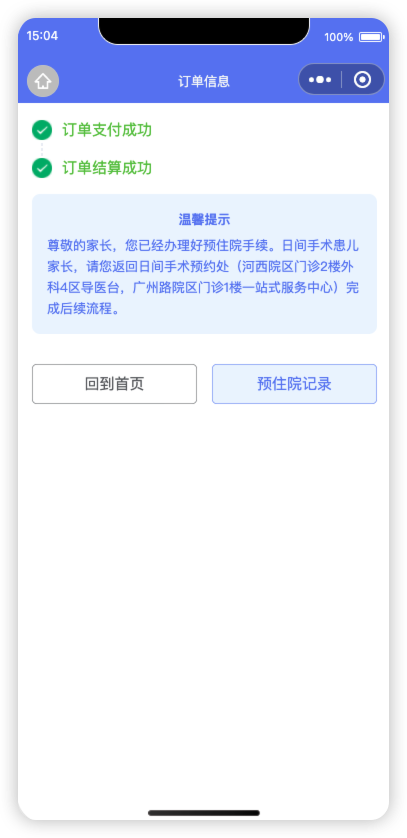 15:04
100%
订单信息
订单支付成功
订单结算成功
温馨提示
尊敬的家长，您已经办理好预住院手续。日间手术患儿
家长，请您返回日间手术预约处（河西院区门诊2楼外
科4区导医台，广州路院区门诊1楼一站式服务中心）完
成后续流程。
回到首页
预住院记录